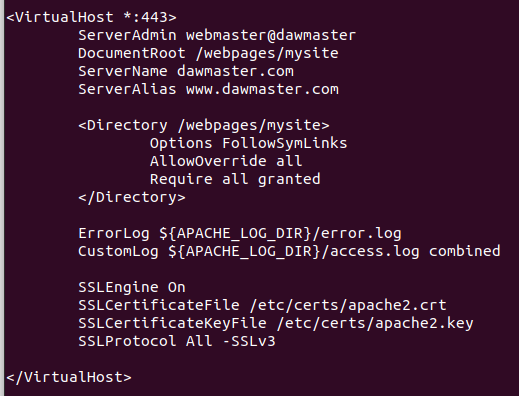 <VirtualHost *:443>
ServerAdmin webmaster@dawmaster
DocumentRoot /webpages/mysite
ServerName dawmaster.com
ServerAlias www.dawmaster.com
<Directory /webpages/mysite>
Options FollowSymLinks
AllowOverride all
Require all granted
</Directory>
ErrorLog ${APACHE_LOG_DIR}/error.log
CustomLog ${APACHE_LOG_DIR}/access.log combined
SSLEngine On
SSLCertificateFile /etc/certs/apache2.crt
SSLCertificateKeyFile /etc/certs/apache2.key
SSLProtocol All -SSLv3
</VirtualHost>